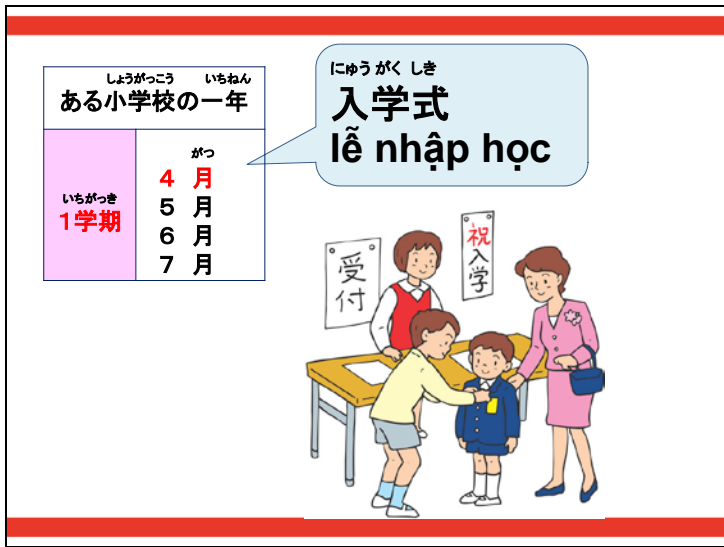 しょうがっこう いちねん
ある小学校の一年
いちがっき
1学期
がつ
４ 月
５ 月
６ 月
７ 月
にゅう がく しき
入学式
lễ nhập học
受付
祝入学